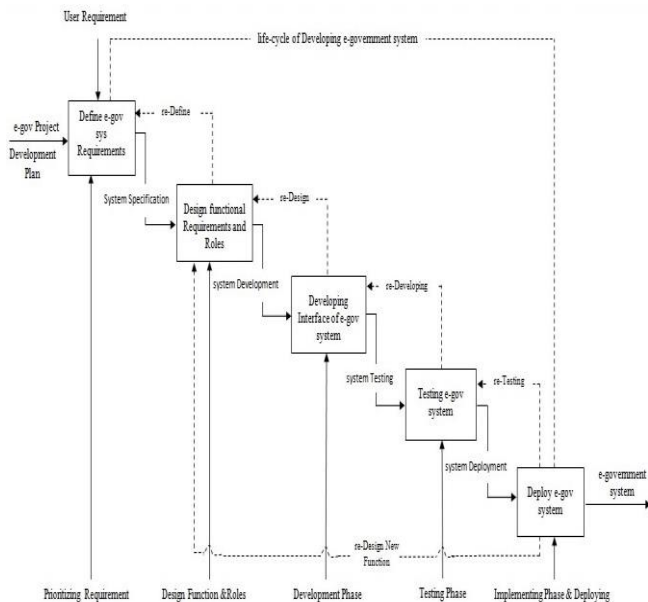 User Requirement
life-cycle of Developing e-government system
Define e-gov
sys
Requirements
re-Define
e-gov Project
Development
Plan
System Specification
Design functional
Requirements and
Roles
re-Design
system Development
Developing
Interface of e-gov
system
re-Developing
system Testing
Testing e-gov
system
re-Testing
system Deployment
Deploy e-gov
system
e-government
system
re-Design New
Function
Prioritizing Requirement
Design Function &Roles
Development Phase
Testing Phase
Implementing Phase & Deploying